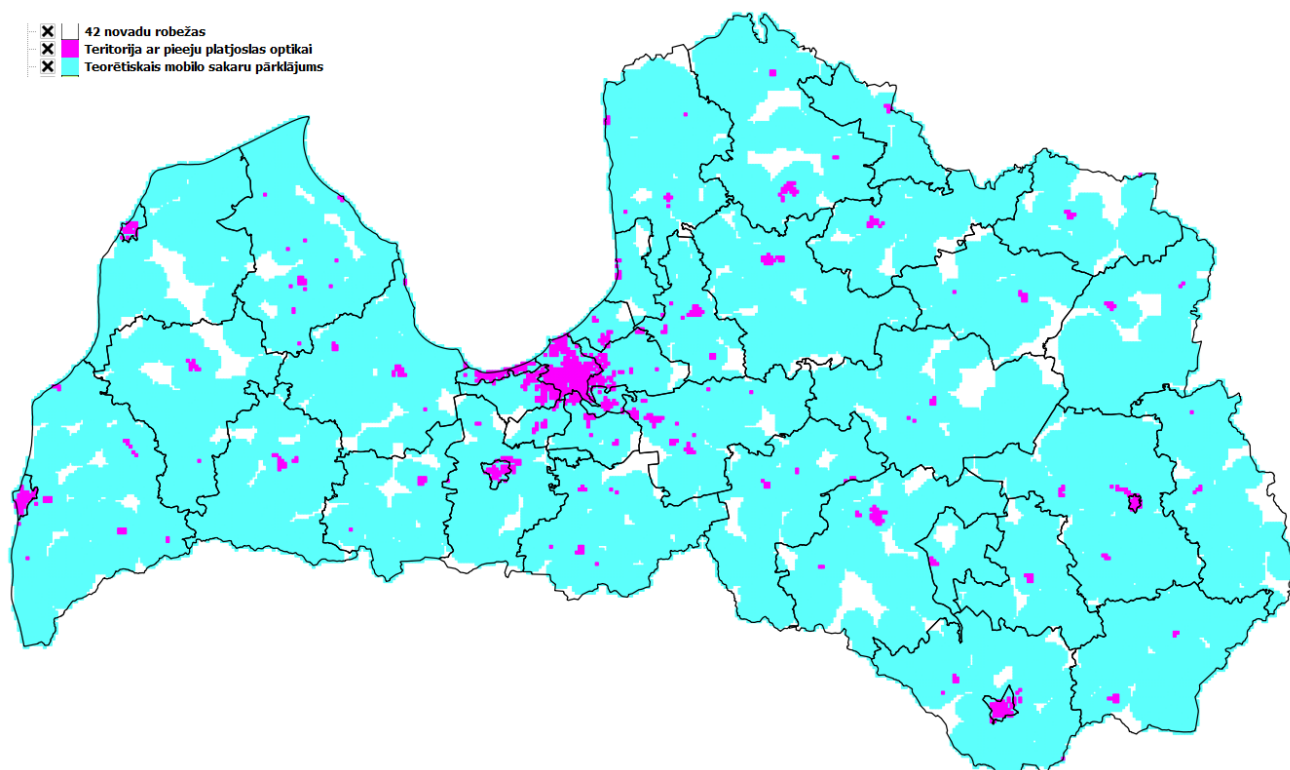 42 novadu robežas
Teritorija ar pieeju platjoslas optikai
Teorētiskais mobilo sakaru pārklājums